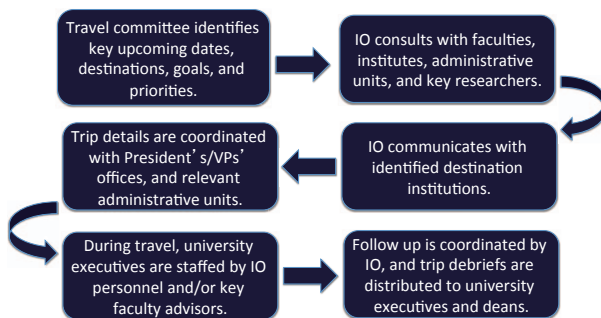 Travel committee identifies
key upcoming dates,
destinations, goals, and
priorities.
IO consults with faculties,
institutes, administrative
units, and key researchers.
IO communicates with
identified destination
institutions.
Trip details are coordinated
with President's/VPs'
offices, and relevant
administrative units.
During travel, university
executives are staffed by IO
personnel and/or key
faculty advisors.
Follow up is coordinated by
IO, and trip debriefs are
distributed to university
executives and deans.